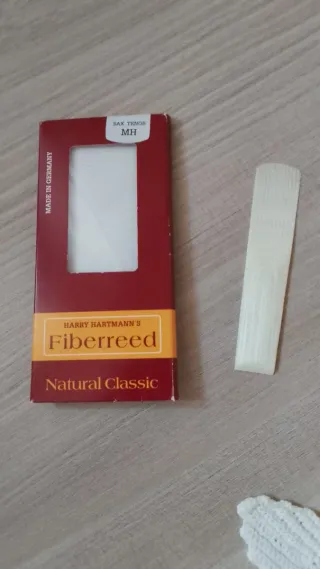 SAX TENOR
MH
MADE IN GERMANY
HARRY HARTMANN'S
Fiberreed
Natural Classic